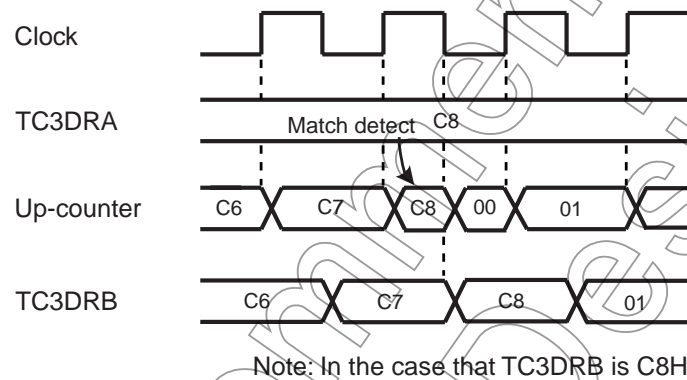 Clock
TC3DRA
Match detect C8
Up-counter C6 C7 C8 00 01
TC3DRB C6 C7 C8 01
Note: In the case that TC3DRB is C8H